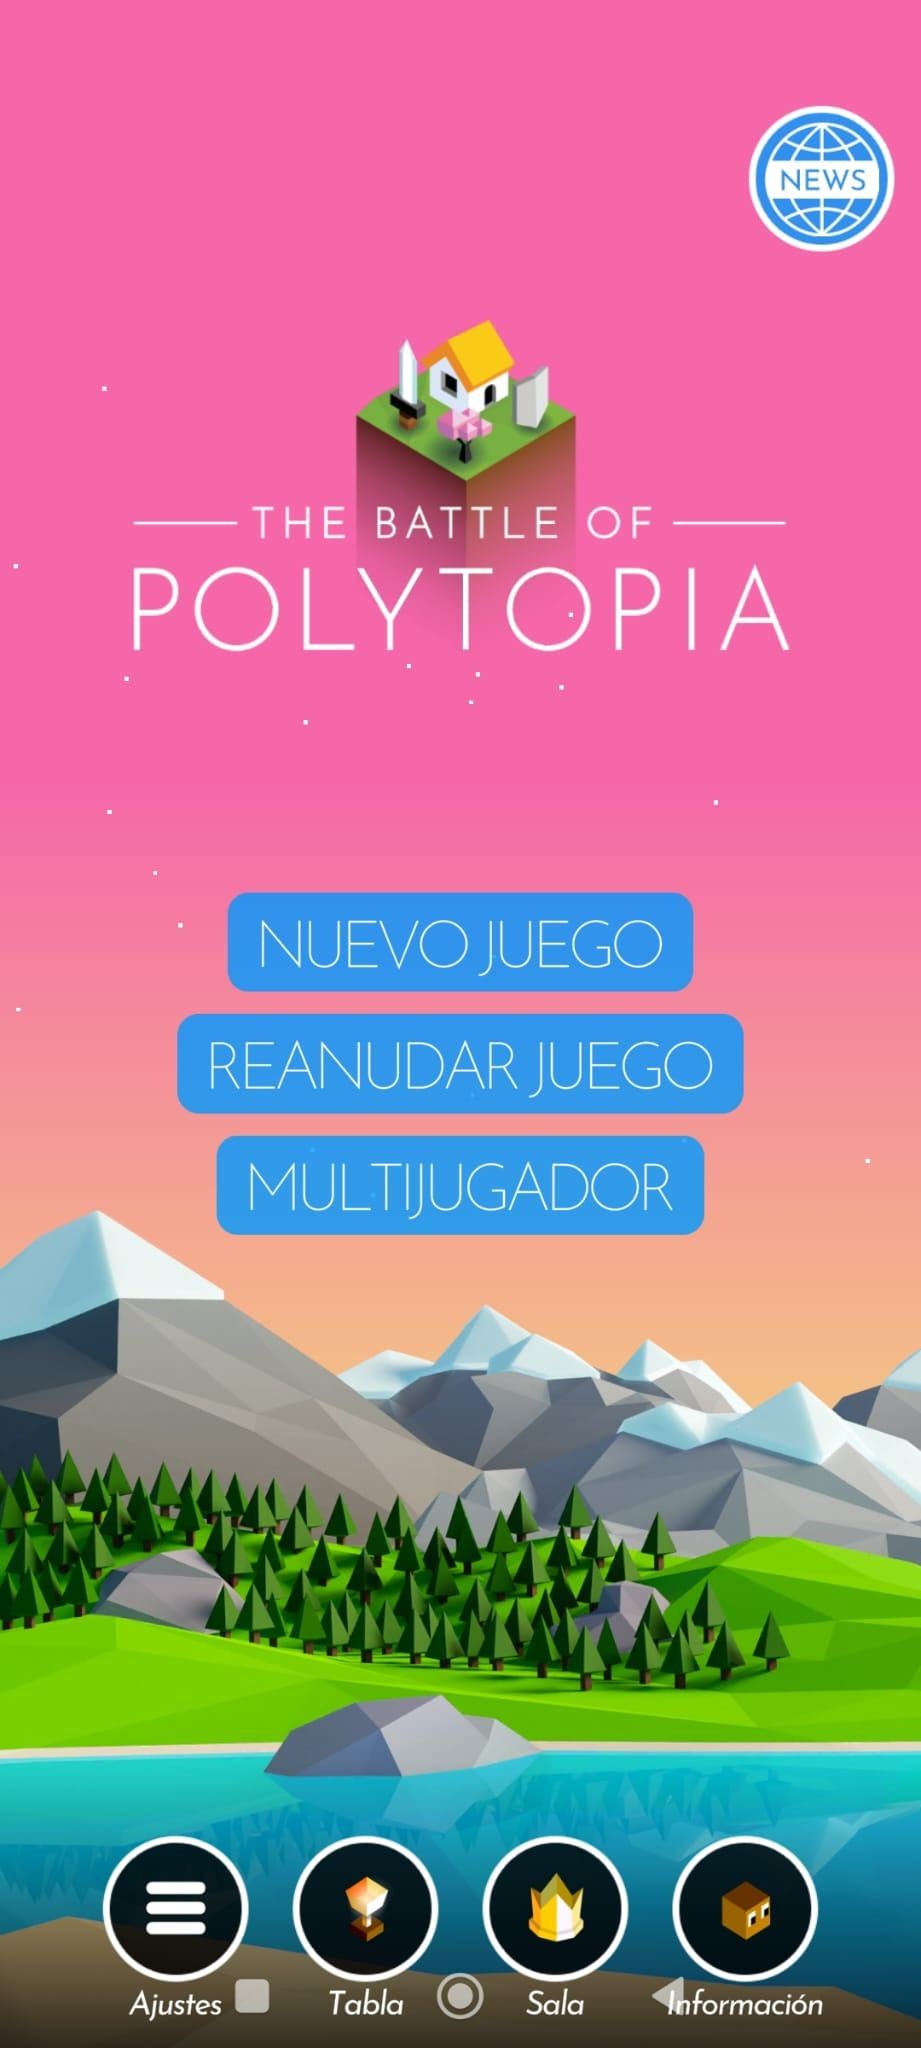 NEWS
THE BATTLE OF
POLYTOPIA
NUEVO JUEGO
REANUDAR JUEGO
MULTIJUGADOR
Ajustes
Tabla
Sala
Información